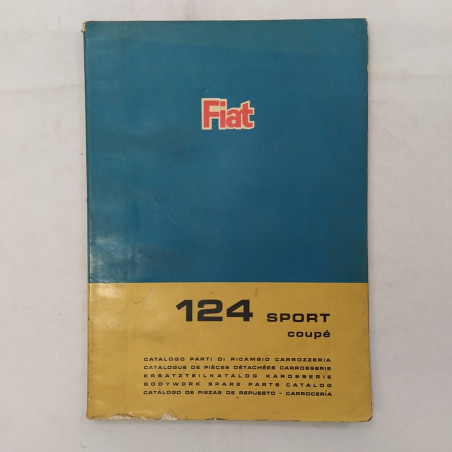 Fiat
124 SPORT
coupé
CATALOGO PARTI DI RICAMBIO CARROZZERIA
CATALOGUE DE PIÈCES DÉTACHÉES CARROSSERIE
ERSATZTEILKATALOG KAROSSERIE
BODYWORK SPARE PARTS CATALOG
CATÁLOGO DE PIEZAS DE REPUESTO - CARROCERÍA